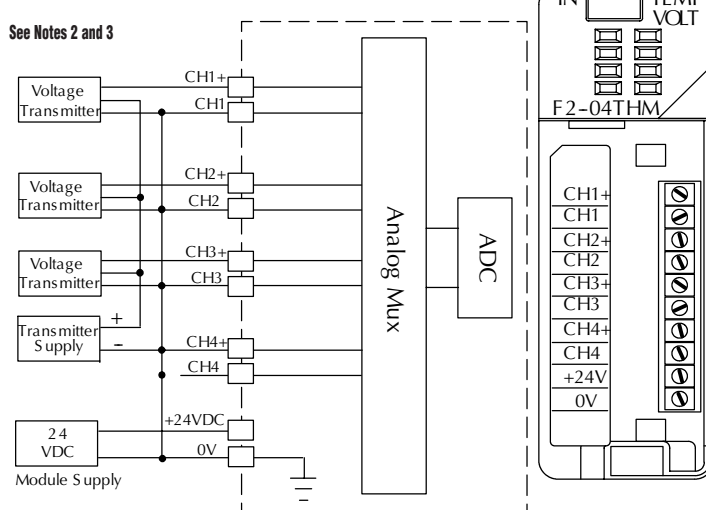 See Notes 2 and 3
Voltage
Transmitter
Voltage
Transmitter
Voltage
Transmitter
Transmitter
Supply
+
-
24
VDC
Module Supply
CH1+
CH1
CH2+
CH2
CH3+
CH3
CH4+
CH4
+24VDC
0V
Analog Mux
ADC
IN
TEMP
VOLT
F2-04THM
CH1+
CH1
CH2+
CH2
CH3+
CH3
CH4+
CH4
+24V
0V